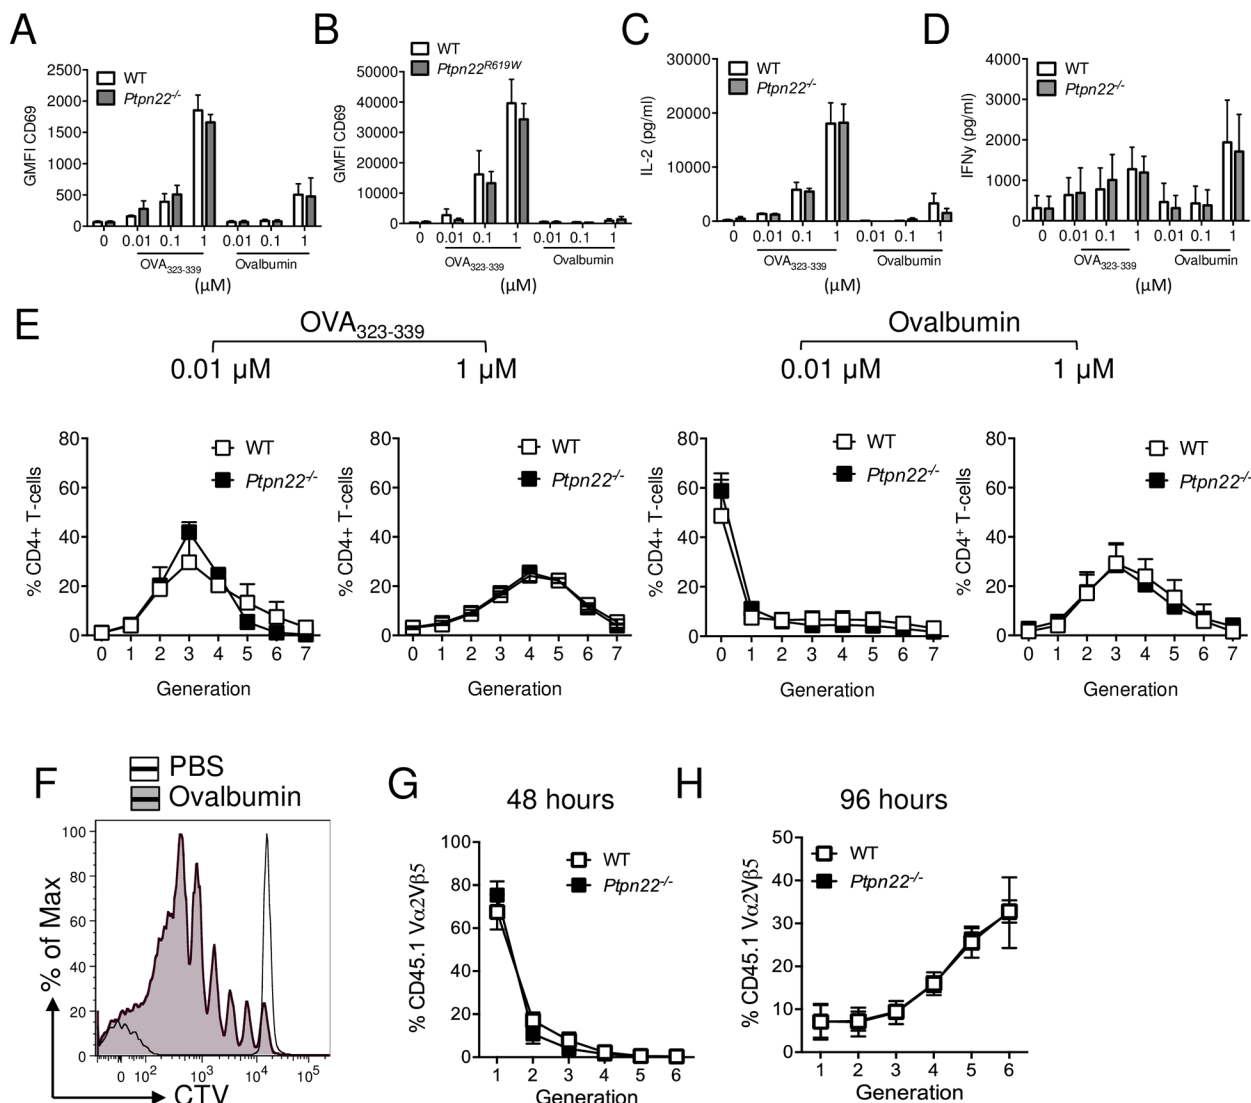 A
B
C
D
WT
Ptpn22-/-
GMFI CD69
2500
2000
1500
1000
500
0
0 0.01 0.1 1 0.01 0.1 1
OVA323-339 Ovalbumin
(µM)
WT
Ptpn22R619W
GMFI CD69
50000
40000
30000
20000
10000
0
0 0.01 0.1 1 0.01 0.1 1
OVA323-339 Ovalbumin
(µM)
WT
Ptpn22-/-
IL-2 (pg/ml)
30000
20000
10000
0
0 0.01 0.1 1 0.01 0.1 1
OVA323-339 Ovalbumin
(µM)
WT
Ptpn22-/-
IFNy (pg/ml)
4000
3000
2000
1000
0
0 0.01 0.1 1 0.01 0.1 1
OVA323-339 Ovalbumin
(µM)
E
OVA323-339
0.01 µM 1 µM
Ovalbumin
0.01 µM 1 µM
WT
Ptpn22-/-
% CD4+ T-cells
80
60
40
20
0
0 1 2 3 4 5 6 7
Generation
WT
Ptpn22-/-
% CD4+ T-cells
80
60
40
20
0
0 1 2 3 4 5 6 7
Generation
WT
Ptpn22-/-
% CD4+ T-cells
80
60
40
20
0
0 1 2 3 4 5 6 7
Generation
WT
Ptpn22-/-
% CD4+ T-cells
80
60
40
20
0
0 1 2 3 4 5 6 7
Generation
F
PBS
Ovalbumin
% of Max
100
80
60
40
20
0
0 10² 10³ 10⁴ 10⁵
CTV
G
48 hours
WT
Ptpn22-/-
% CD45.1 Vα2Vβ5
100
80
60
40
20
0
1 2 3 4 5 6
Generation
H
96 hours
WT
Ptpn22-/-
% CD45.1 Vα2Vβ5
50
40
30
20
10
0
1 2 3 4 5 6
Generation